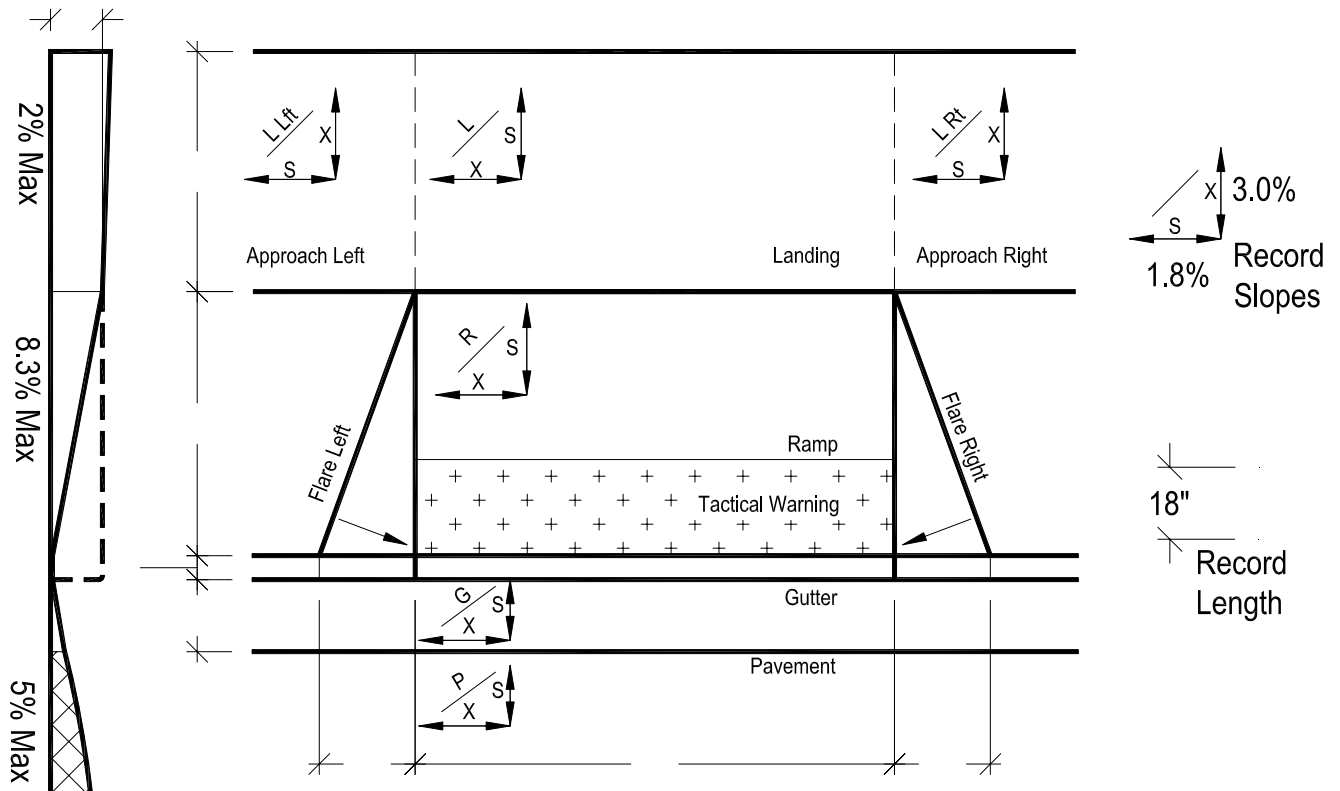 2% Max
8.3% Max
5% Max
L Lft
X
S
L
S
X
L Rt
X
S
Approach Left
Landing
Approach Right
R
S
X
Flare Left
Ramp
Tactical Warning
Flare Right
G
S
X
Gutter
Pavement
P
S
X
X
3.0%
S
1.8%
Record
Slopes
18"
Record
Length